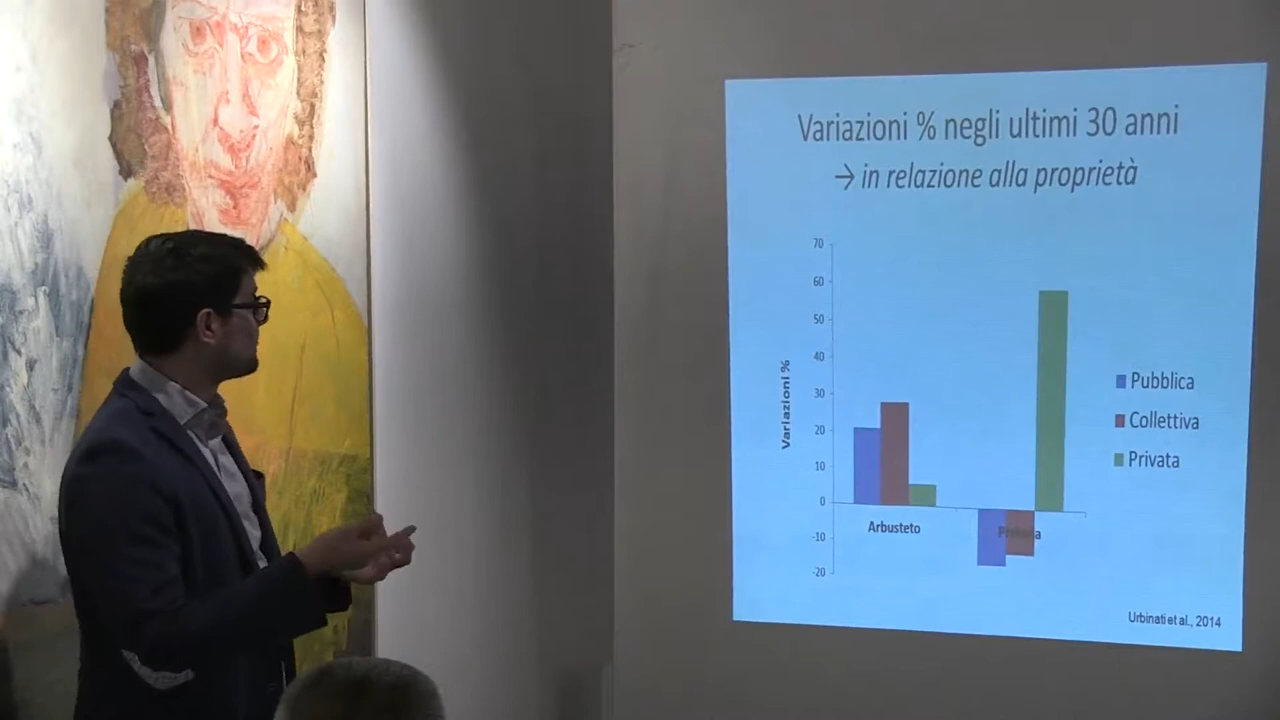 Variazioni % negli ultimi 30 anni
→ in relazione alla proprietà
70
60
50
40
30
20
10
0
-10
-20
Variazioni %
Arbusteto
Pubblica
Collettiva
Privata
Urbinati et al., 2014